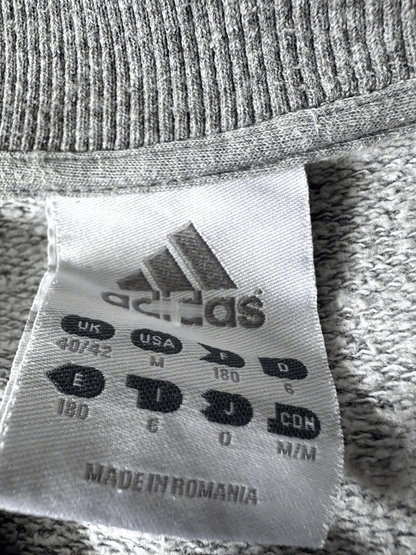 adidas
UK USA F D
40/42 M 180 6
E I J CDN
180 6 O M/M
MADE IN ROMANIA